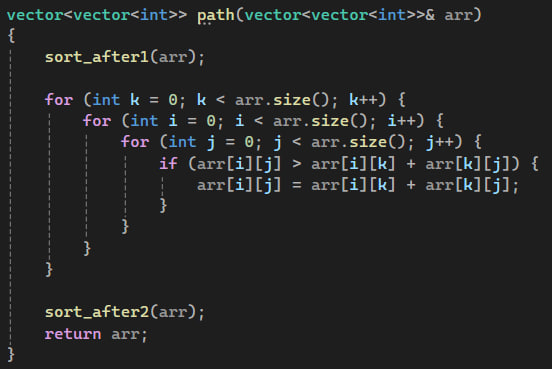 vector<vector<int>> path(vector<vector<int>>& arr)
{
    sort_after1(arr);

    for (int k = 0; k < arr.size(); k++) {
        for (int i = 0; i < arr.size(); i++) {
            for (int j = 0; j < arr.size(); j++) {
                if (arr[i][j] > arr[i][k] + arr[k][j]) {
                    arr[i][j] = arr[i][k] + arr[k][j];
                }
            }
        }
    }

    sort_after2(arr);
    return arr;
}